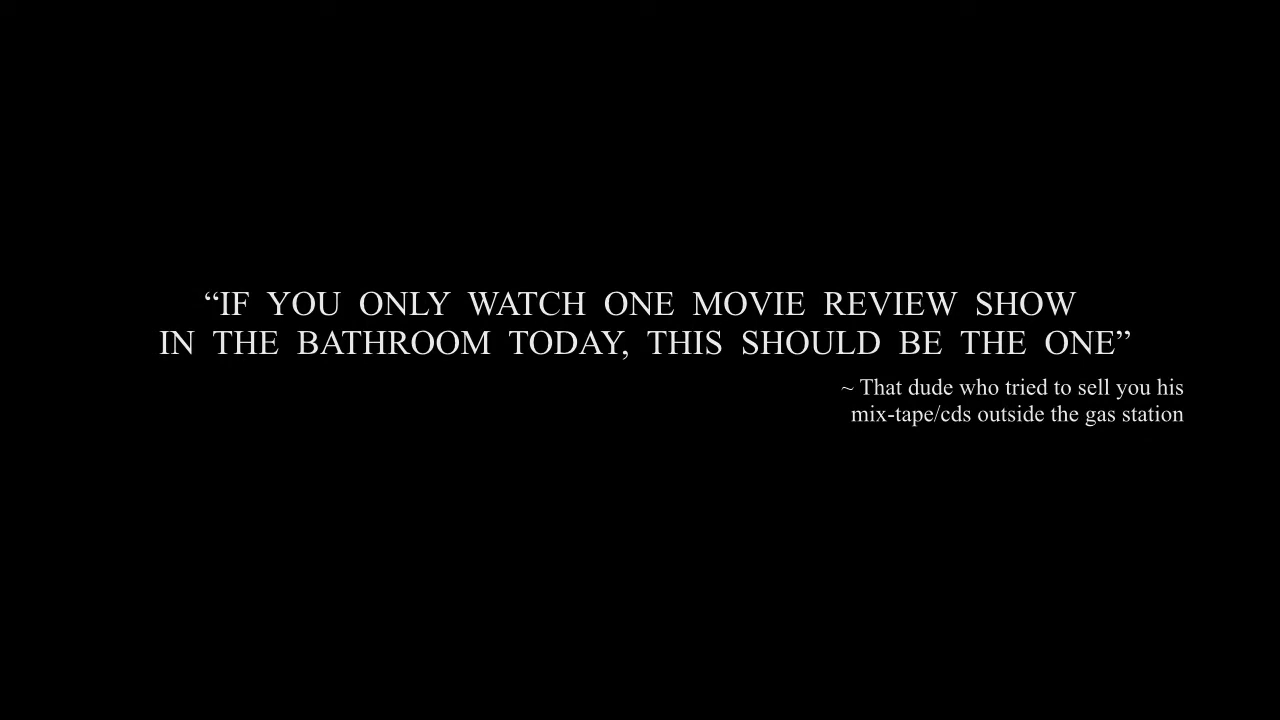 “IF YOU ONLY WATCH ONE MOVIE REVIEW SHOW
IN THE BATHROOM TODAY, THIS SHOULD BE THE ONE”
~ That dude who tried to sell you his
mix-tape/cds outside the gas station